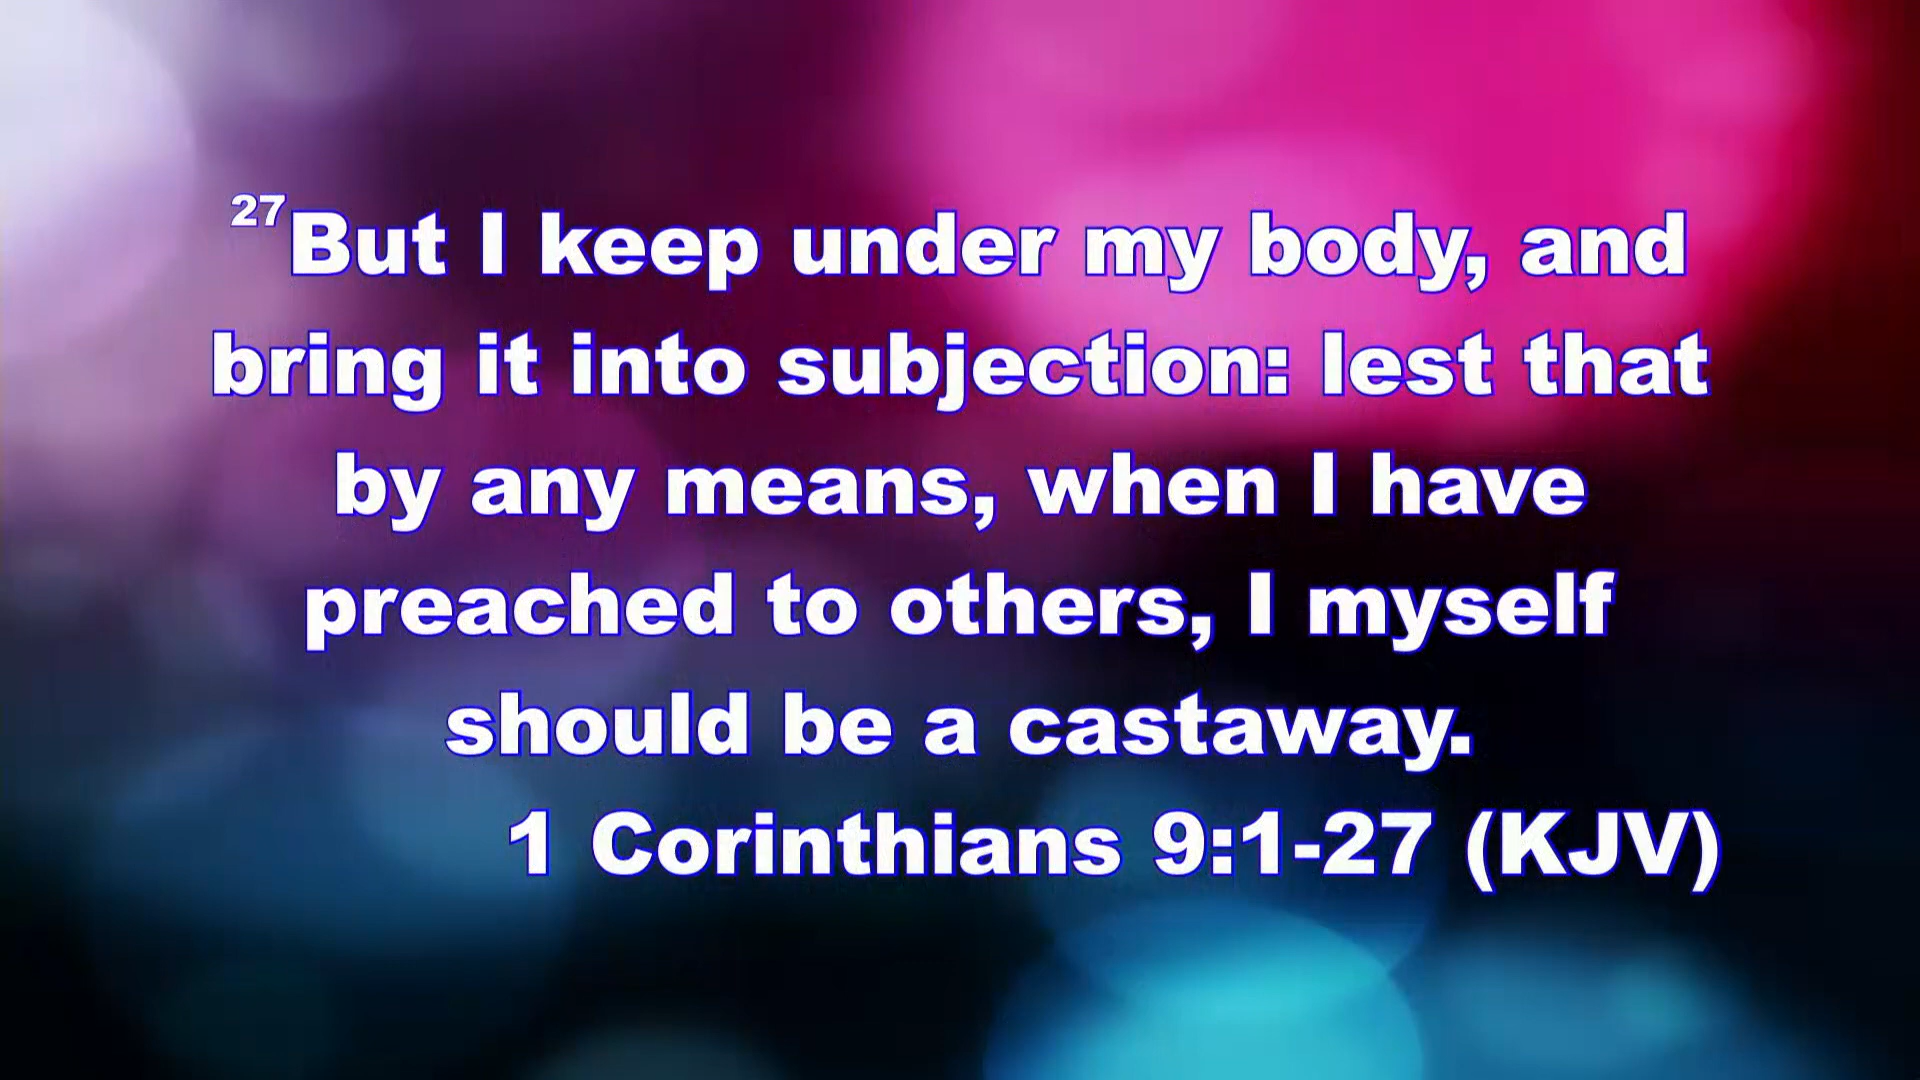 27But I keep under my body, and
bring it into subjection: lest that
by any means, when I have
preached to others, I myself
should be a castaway.
1 Corinthians 9:1-27 (KJV)